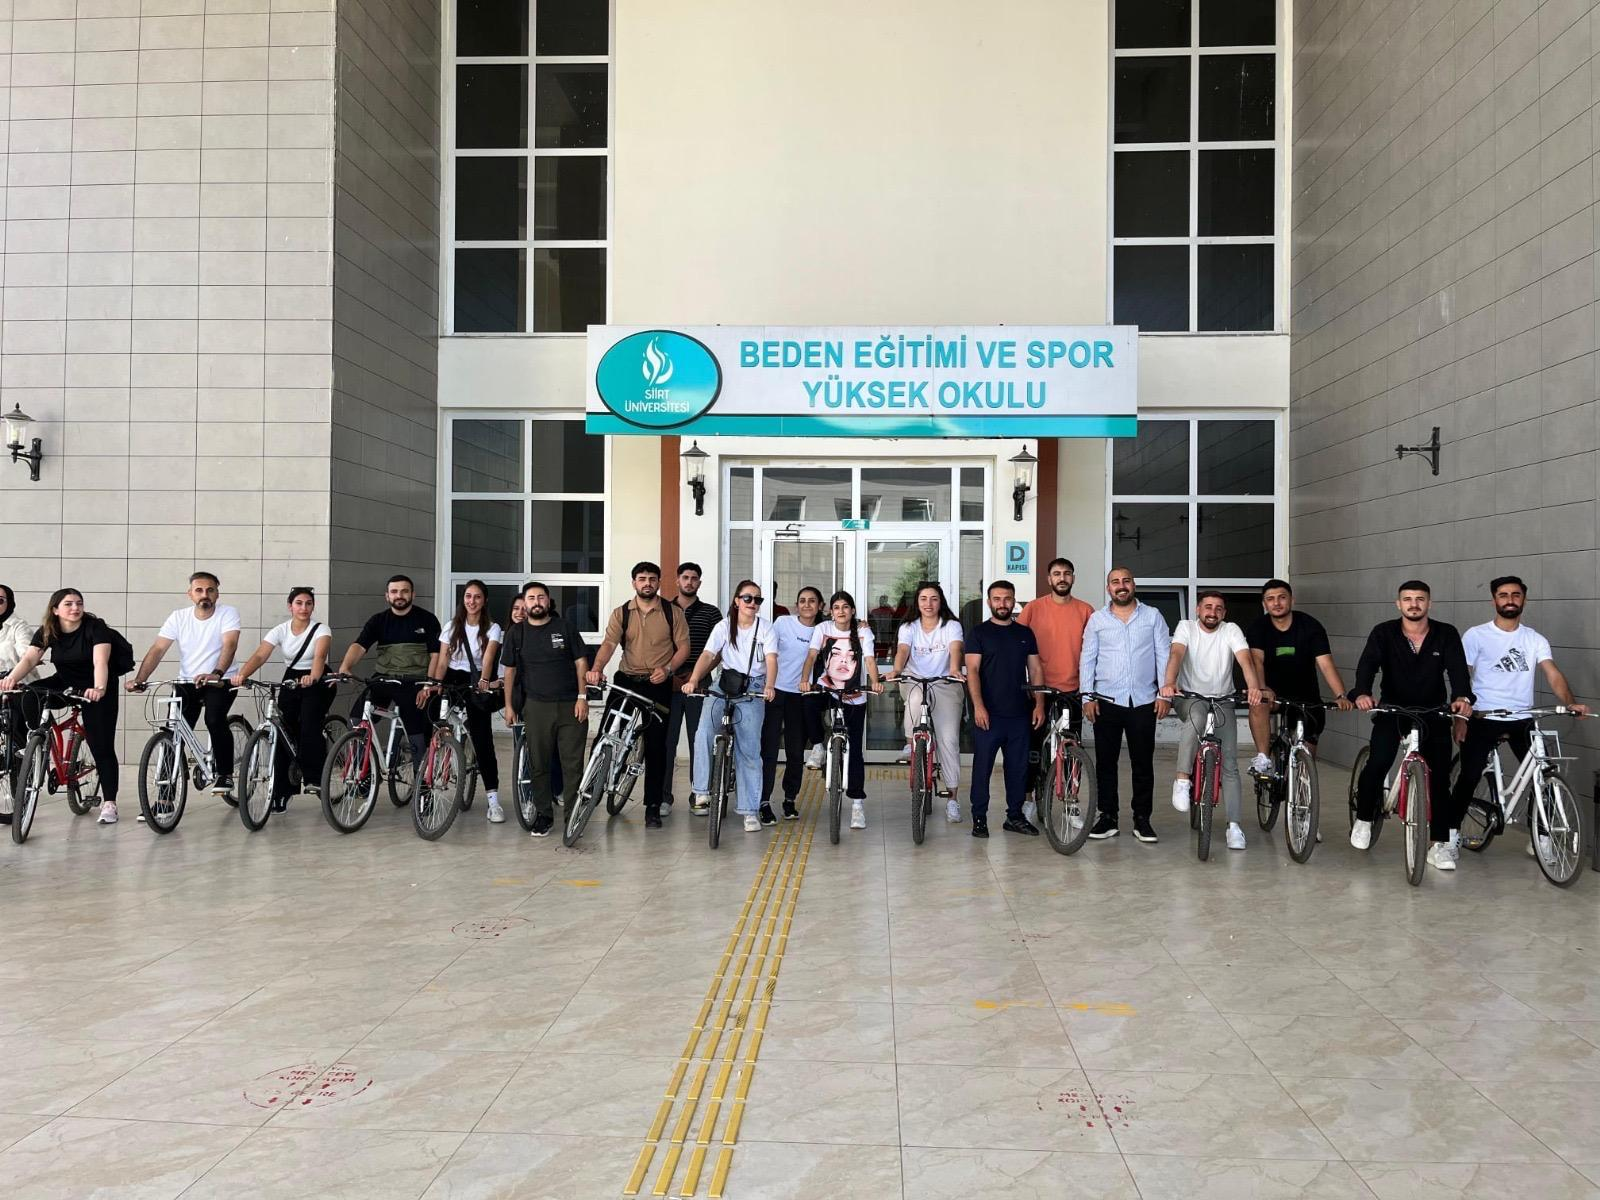 SİİRT
ÜNİVERSİTESİ
BEDEN EĞİTİMİ VE SPOR
YÜKSEK OKULU
D
KAPISI